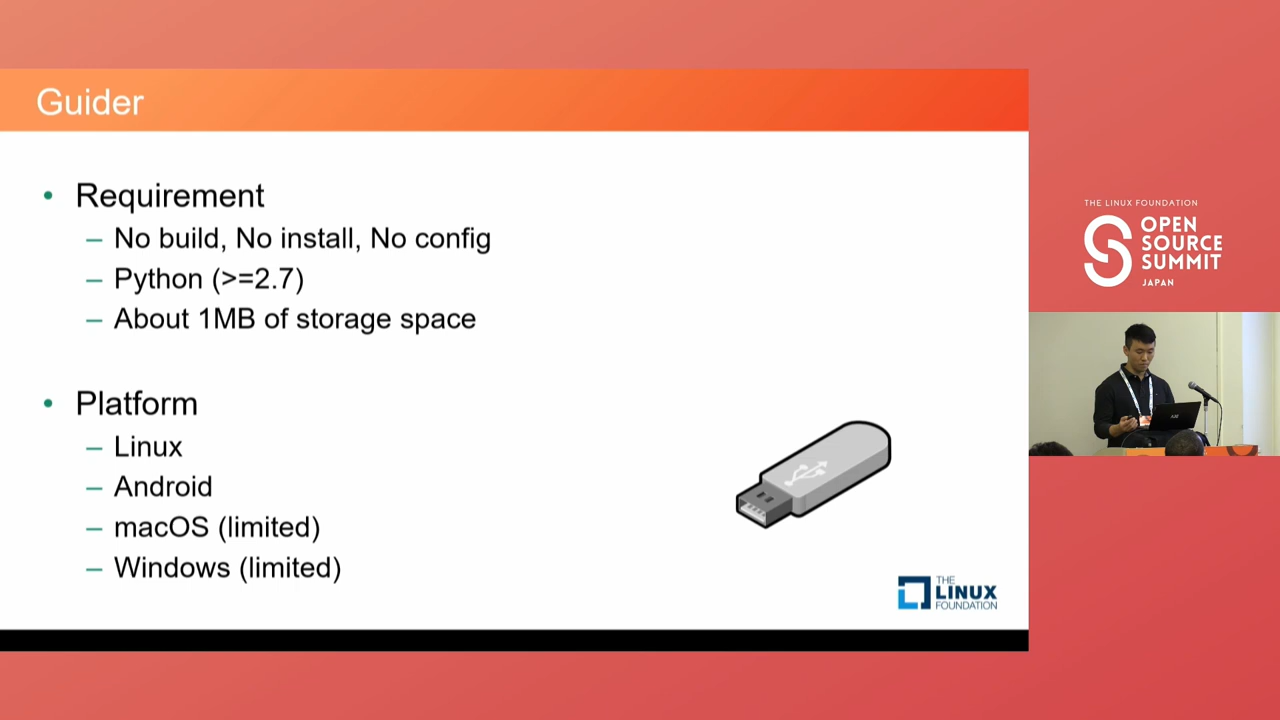 Guider
• Requirement
– No build, No install, No config
– Python (>=2.7)
– About 1MB of storage space
• Platform
– Linux
– Android
– macOS (limited)
– Windows (limited)
THE
LINUX
FOUNDATION
THE LINUX FOUNDATION
OPEN
SOURCE
SUMMIT
JAPAN